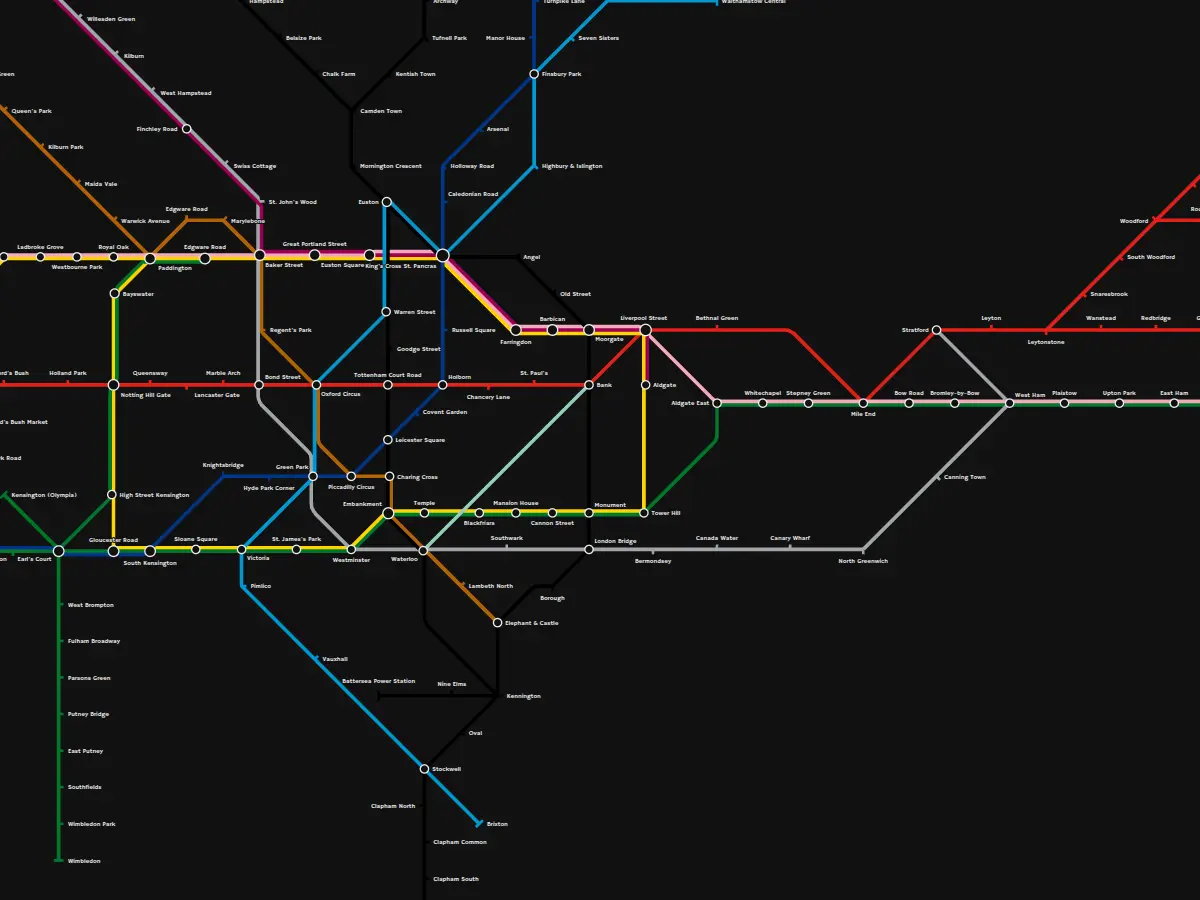 Hampstead
Archway
Turnpike Lane
Walthamstow Central
Willesden Green
Belsize Park
Tufnell Park
Manor House
Seven Sisters
Kilburn
Green
Chalk Farm
Kentish Town
Finsbury Park
West Hampstead
Queen's Park
Camden Town
Finchley Road
Arsenal
Kilburn Park
Swiss Cottage
Mornington Crescent
Holloway Road
Highbury & Islington
Maida Vale
Caledonian Road
St. John's Wood
Euston
Edgware Road
Warwick Avenue
Marylebone
Woodford
Ladbroke Grove
Royal Oak
Edgware Road
Great Portland Street
Westbourne Park
Paddington
Baker Street
Euston Square
King's Cross St. Pancras
Angel
South Woodford
Bayswater
Old Street
Snaresbrook
Warren Street
Barbican
Liverpool Street
Bethnal Green
Leyton
Wanstead
Redbridge
Regent's Park
Russell Square
Farringdon
Moorgate
Stratford
Leytonstone
Goodge Street
rd's Bush
Holland Park
Queensway
Marble Arch
Bond Street
Tottenham Court Road
Holborn
St. Paul's
Bank
Aldgate
Notting Hill Gate
Lancaster Gate
Oxford Circus
Chancery Lane
Aldgate East
Whitechapel
Stepney Green
Mile End
Bow Road
Bromley-by-Bow
West Ham
Plaistow
Upton Park
East Ham
d's Bush Market
Covent Garden
Leicester Square
k Road
Knightsbridge
Green Park
Charing Cross
Canning Town
Hyde Park Corner
Piccadilly Circus
Kensington (Olympia)
High Street Kensington
Embankment
Temple
Mansion House
Monument
Tower Hill
Blackfriars
Cannon Street
Gloucester Road
Sloane Square
St. James's Park
Southwark
London Bridge
Canada Water
Canary Wharf
on
Earl's Court
South Kensington
Victoria
Westminster
Waterloo
Bermondsey
North Greenwich
Pimlico
Lambeth North
Borough
West Brompton
Elephant & Castle
Fulham Broadway
Vauxhall
Parsons Green
Battersea Power Station
Nine Elms
Kennington
Putney Bridge
Oval
East Putney
Stockwell
Southfields
Clapham North
Wimbledon Park
Brixton
Clapham Common
Wimbledon
Clapham South